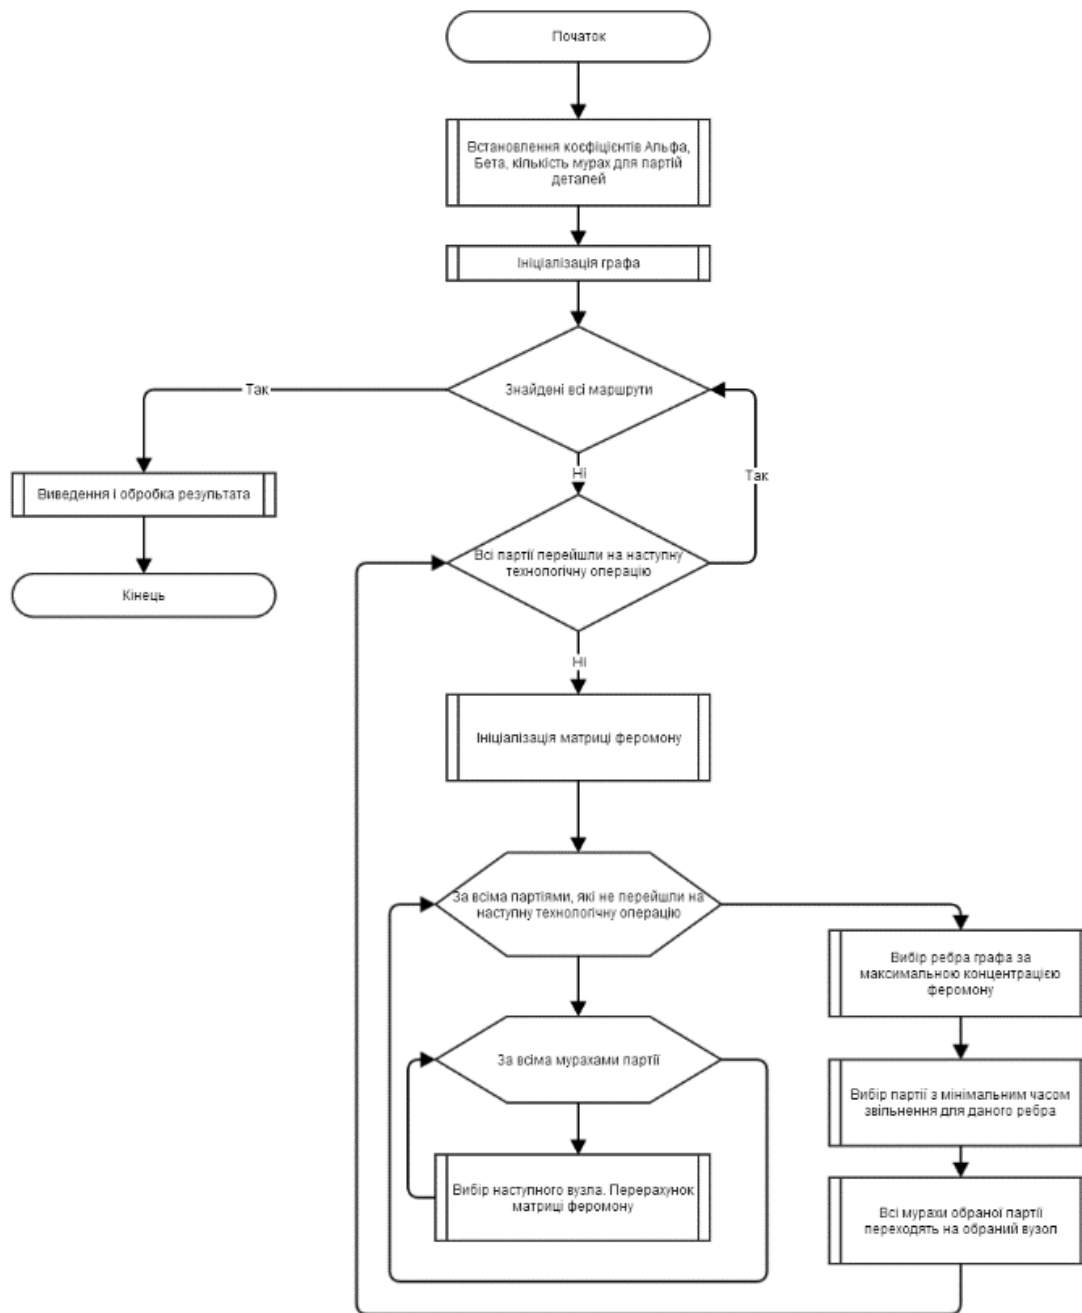 Початок
Встановлення коефіцієнтів Альфа,
Бета, кількість мурах для партій
деталей
Ініціалізація графа
Знайдені всі маршрути
Так
Ні
Так
Виведення і обробка результата
Всі партії перейшли на наступну
технологічну операцію
Кінець
Ні
Ініціалізація матриці феромону
За всіма партіями, які не перейшли на
наступну технологічну операцію
Вибір ребра графа за
максимальною концентрацією
феромону
За всіма мурахами партії
Вибір партії з мінімальним часом
звільнення для даного ребра
Вибір наступного вузла. Перерахунок
матриці феромону
Всі мурахи обраної партії
переходять на обраний вузол